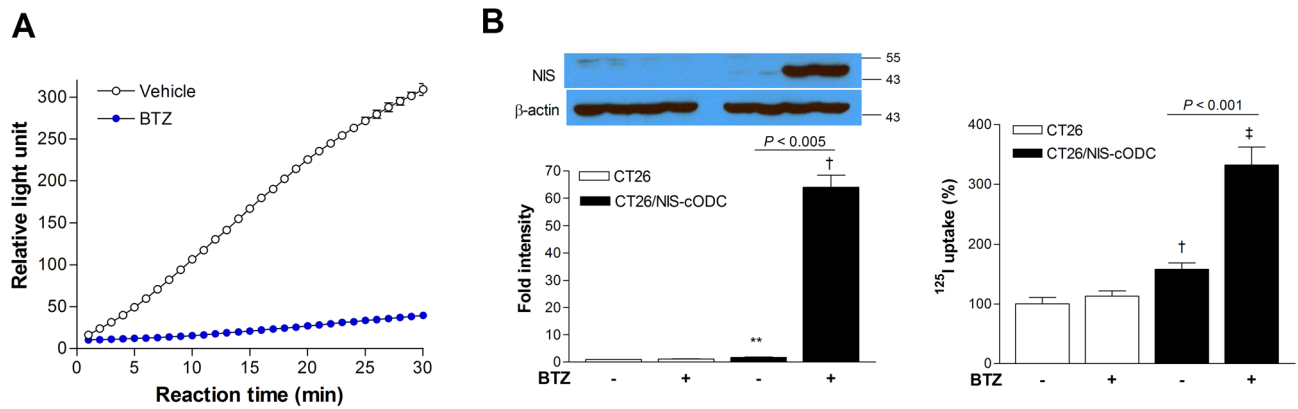 A
Relative light unit
300
250
200
150
100
50
0
Vehicle
BTZ
0 5 10 15 20 25 30
Reaction time (min)
B
NIS
55
43
β-actin
43
P < 0.005
Fold intensity
70
60
50
40
30
20
10
0
CT26
CT26/NIS-cODC
**
†
BTZ - + - +
P < 0.001
¹²⁵I uptake (%)
400
300
200
100
0
CT26
CT26/NIS-cODC
†
‡
BTZ - + - +